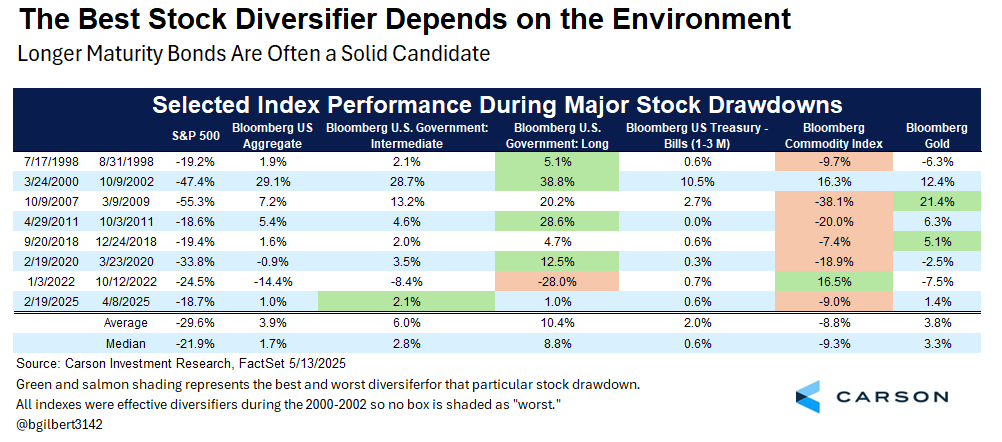 The Best Stock Diversifier Depends on the Environment
Longer Maturity Bonds Are Often a Solid Candidate
Selected Index Performance During Major Stock Drawdowns
S&P 500 Bloomberg US Aggregate Bloomberg U.S. Government: Intermediate Bloomberg U.S. Government: Long Bloomberg US Treasury - Bills (1-3 M) Bloomberg Commodity Index Bloomberg Gold
7/17/1998 8/31/1998 -19.2% 1.9% 2.1% 5.1% 0.6% -9.7% -6.3%
3/24/2000 10/9/2002 -47.4% 29.1% 28.7% 38.8% 10.5% 16.3% 12.4%
10/9/2007 3/9/2009 -55.3% 7.2% 13.2% 20.2% 2.7% -38.1% 21.4%
4/29/2011 10/3/2011 -18.6% 5.4% 4.6% 28.6% 0.0% -20.0% 6.3%
9/20/2018 12/24/2018 -19.4% 1.6% 2.0% 4.7% 0.6% -7.4% 5.1%
2/19/2020 3/23/2020 -33.8% -0.9% 3.5% 12.5% 0.3% -18.9% -2.5%
1/3/2022 10/12/2022 -24.5% -14.4% -8.4% -28.0% 0.7% 16.5% -7.5%
2/19/2025 4/8/2025 -18.7% 1.0% 2.1% 1.0% 0.6% -9.0% 1.4%
Average -29.6% 3.9% 6.0% 10.4% 2.0% -8.8% 3.8%
Median -21.9% 1.7% 2.8% 8.8% 0.6% -9.3% 3.3%
Source: Carson Investment Research, FactSet 5/13/2025
Green and salmon shading represents the best and worst diversiferfor that particular stock drawdown.
All indexes were effective diversifiers during the 2000-2002 so no box is shaded as "worst."
@bgilbert3142
CARSON